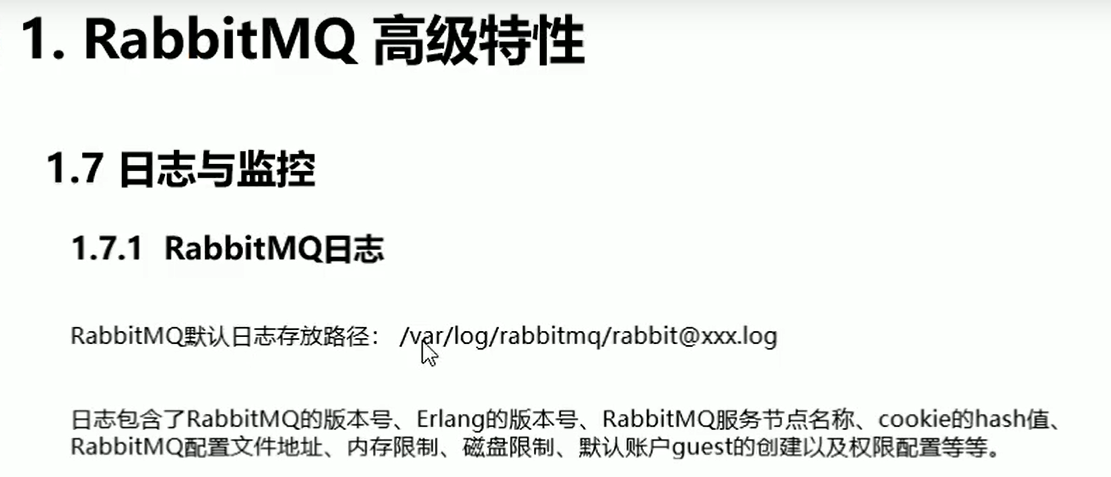 1. RabbitMQ 高级特性
1.7 日志与监控
1.7.1 RabbitMQ日志
RabbitMQ默认日志存放路径： /var/log/rabbitmq/rabbit@xxx.log
日志包含了RabbitMQ的版本号、Erlang的版本号、RabbitMQ服务节点名称、cookie的hash值、
RabbitMQ配置文件地址、内存限制、磁盘限制、默认账户guest的创建以及权限配置等等。